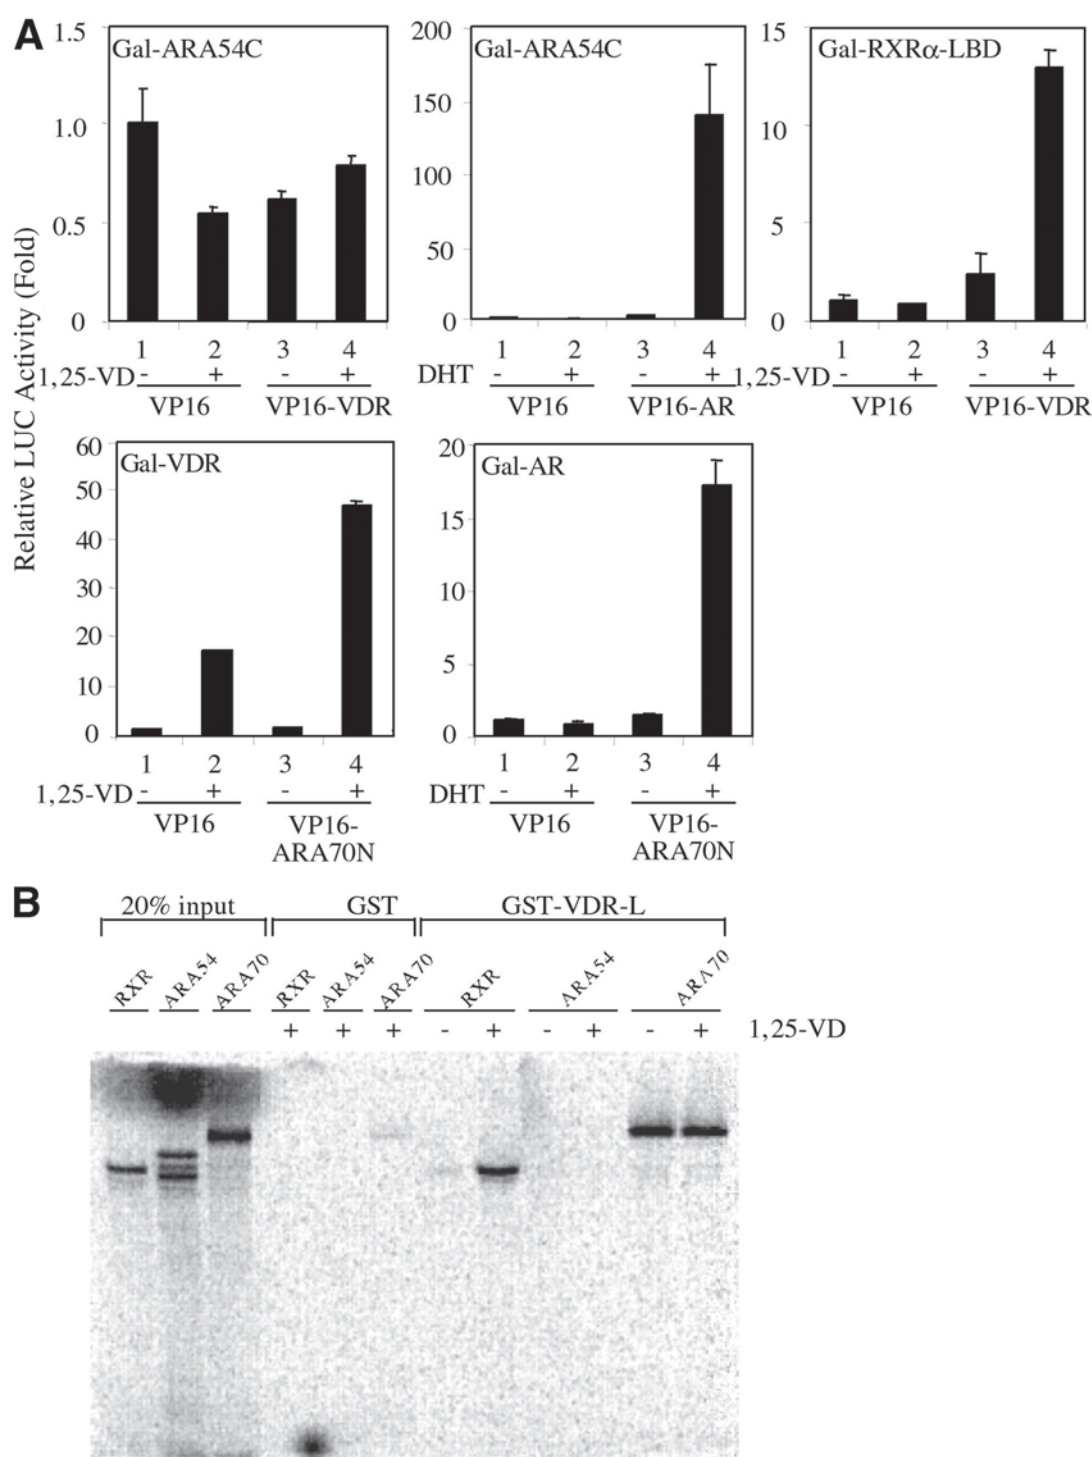 A
Relative LUC Activity (Fold)
Gal-ARA54C
1.5
1.0
0.5
0
1 2 3 4
1,25-VD - + - +
VP16 VP16-VDR
Gal-ARA54C
200
150
100
50
0
1 2 3 4
DHT - + - +
VP16 VP16-AR
Gal-RXRα-LBD
15
10
5
0
1 2 3 4
1,25-VD - + - +
VP16 VP16-VDR
Gal-VDR
60
50
40
30
20
10
0
1 2 3 4
1,25-VD - + - +
VP16 VP16-
ARA70N
Gal-AR
20
15
10
5
0
1 2 3 4
DHT - + - +
VP16 VP16-
ARA70N
B
20% input GST GST-VDR-L
RXR ARA54 ARA70 RXR ARA54 ARA70 RXR ARA54 ARA70
+ + + - + - + - + 1,25-VD